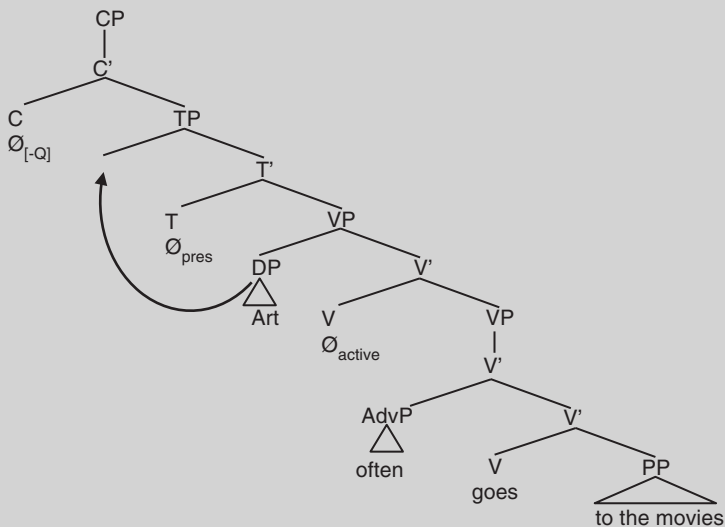 CP
C'
C
TP
Ø[-Q]
T'
T
VP
Øpres
DP
V'
Art
V
VP
Øactive
V'
AdvP
V'
often
V
PP
goes
to the movies